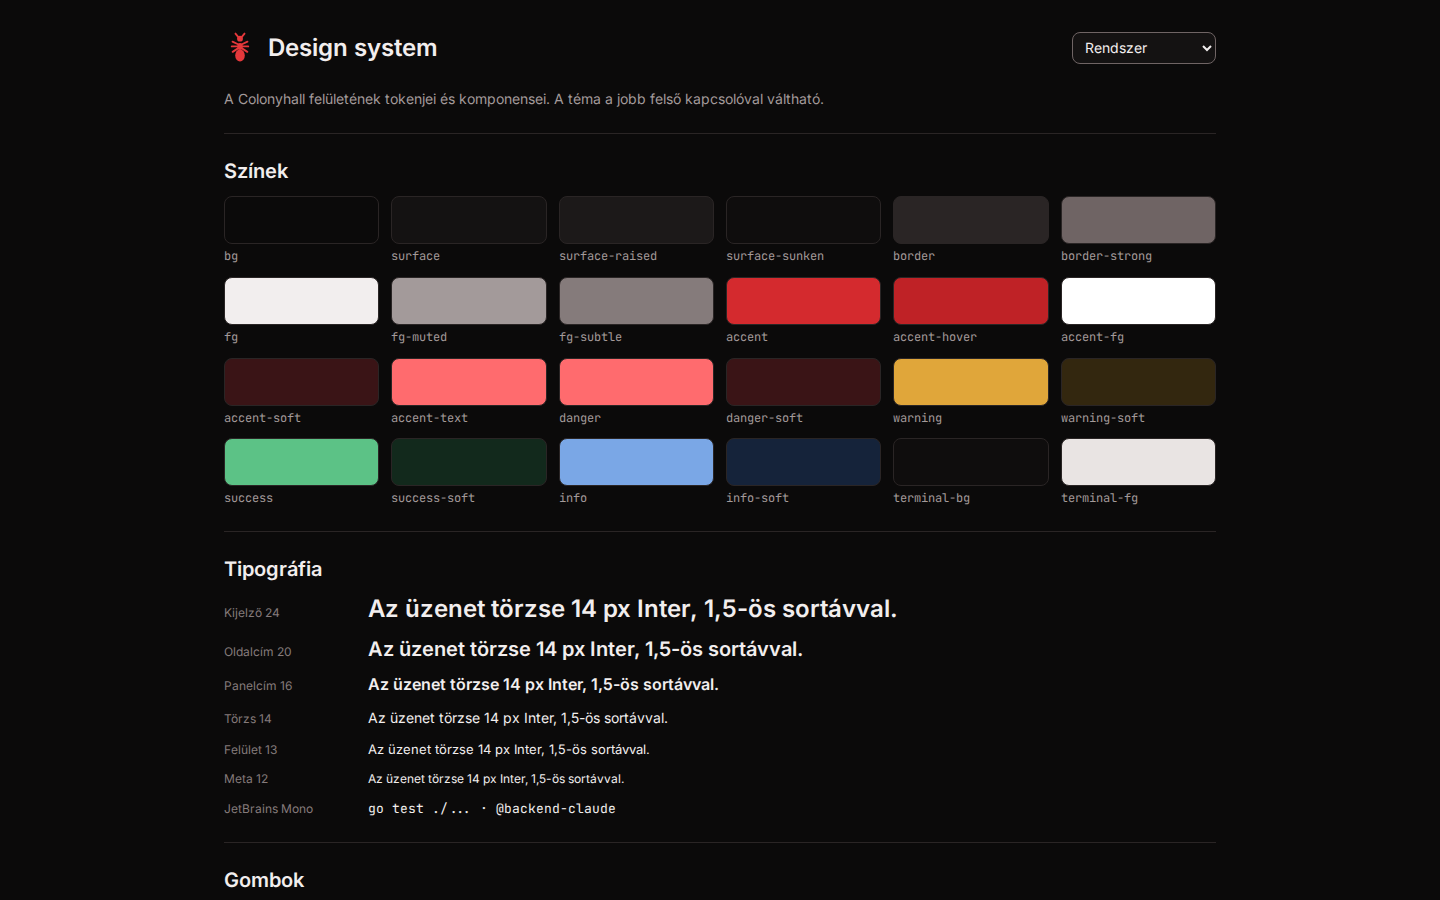 Design system
Rendszer
A Colonyhall felületének tokenjei és komponensei. A téma a jobb felső kapcsolóval váltható.
Színek
bg surface surface-raised surface-sunken border border-strong
fg fg-muted fg-subtle accent accent-hover accent-fg
accent-soft accent-text danger danger-soft warning warning-soft
success success-soft info info-soft terminal-bg terminal-fg
Tipográfia
Kijelző 24 Az üzenet törzse 14 px Inter, 1,5-ös sortávval.
Oldalcím 20 Az üzenet törzse 14 px Inter, 1,5-ös sortávval.
Panelcím 16 Az üzenet törzse 14 px Inter, 1,5-ös sortávval.
Törzs 14 Az üzenet törzse 14 px Inter, 1,5-ös sortávval.
Felület 13 Az üzenet törzse 14 px Inter, 1,5-ös sortávval.
Meta 12 Az üzenet törzse 14 px Inter, 1,5-ös sortávval.
JetBrains Mono go test ./... · @backend-claude
Gombok